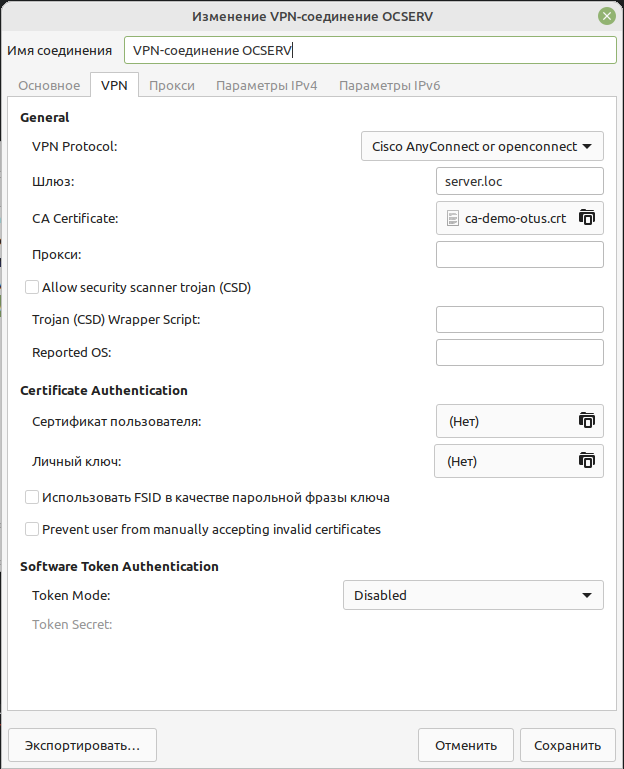 Изменение VPN-соединение OCSERV
Имя соединения VPN-соединение OCSERV
Основное VPN Прокси Параметры IPv4 Параметры IPv6
General
VPN Protocol: Cisco AnyConnect or openconnect
Шлюз: server.loc
CA Certificate: ca-demo-otus.crt
Прокси:
Allow security scanner trojan (CSD)
Trojan (CSD) Wrapper Script:
Reported OS:
Certificate Authentication
Сертификат пользователя: (Нет)
Личный ключ: (Нет)
Использовать FSID в качестве парольной фразы ключа
Prevent user from manually accepting invalid certificates
Software Token Authentication
Token Mode: Disabled
Token Secret:
Экспортировать... Отменить Сохранить